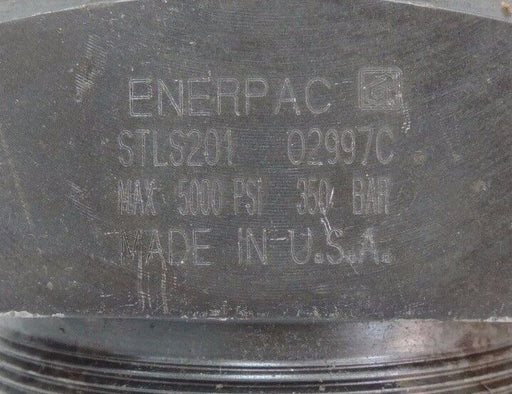 ENERPAC
STLS201 02997C
MAX 5000 PSI 350 BAR
MADE IN U.S.A.